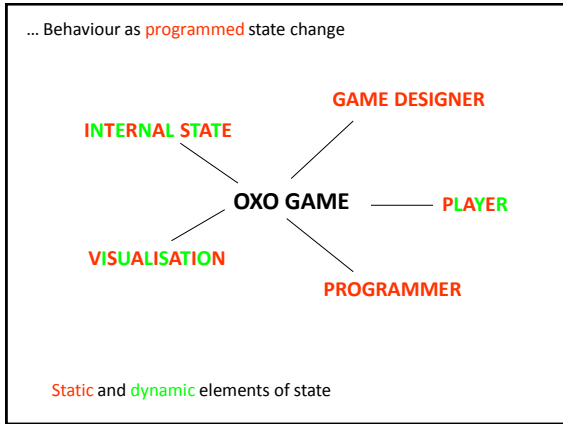 ... Behaviour as programmed state change
GAME DESIGNER
INTERNAL STATE
OXO GAME
PLAYER
VISUALISATION
PROGRAMMER
Static and dynamic elements of state